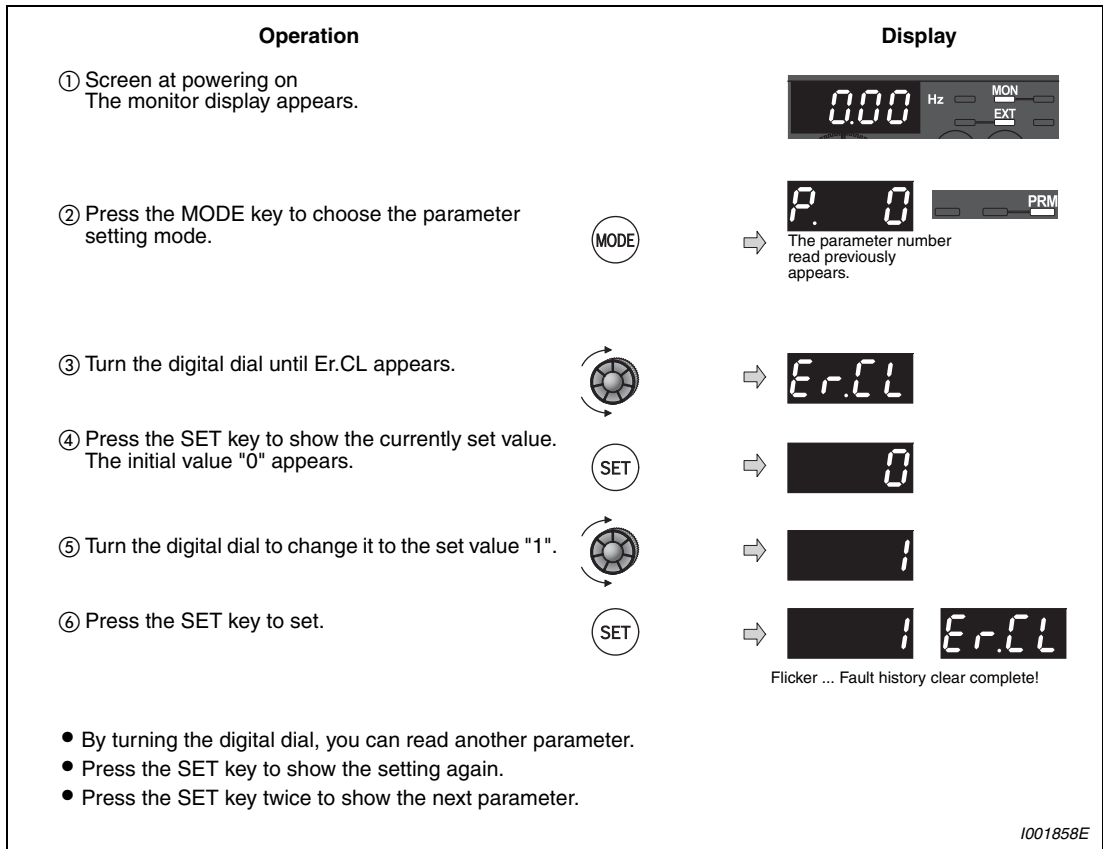 Operation
Display
① Screen at powering on
The monitor display appears.
0.00 Hz MON
EXT
② Press the MODE key to choose the parameter
setting mode.
MODE
P. 0
PRM
The parameter number
read previously
appears.
③ Turn the digital dial until Er.CL appears.
Er.CL
④ Press the SET key to show the currently set value.
The initial value "0" appears.
SET
0
⑤ Turn the digital dial to change it to the set value "1".
1
⑥ Press the SET key to set.
SET
1 Er.CL
Flicker ... Fault history clear complete!
● By turning the digital dial, you can read another parameter.
● Press the SET key to show the setting again.
● Press the SET key twice to show the next parameter.
I001858E